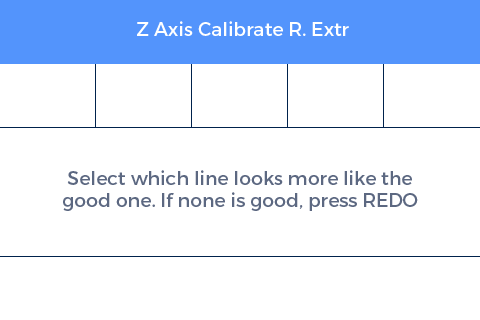 Z Axis Calibrate R. Extr
Select which line looks more like the
good one. If none is good, press REDO